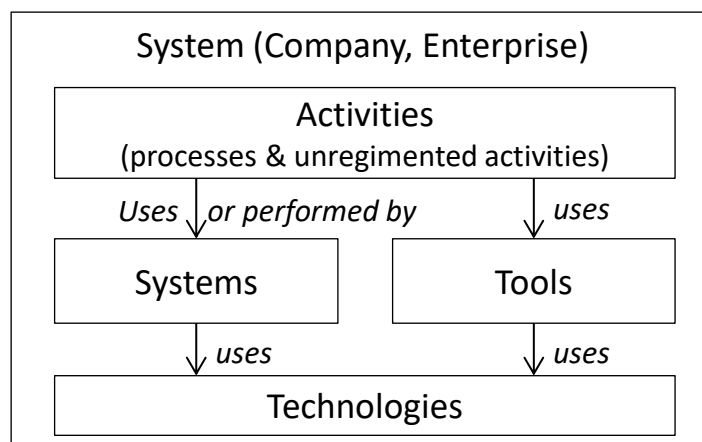 System (Company, Enterprise)
Activities
(processes & unregimented activities)
Uses or performed by
uses
Systems
Tools
uses
uses
Technologies